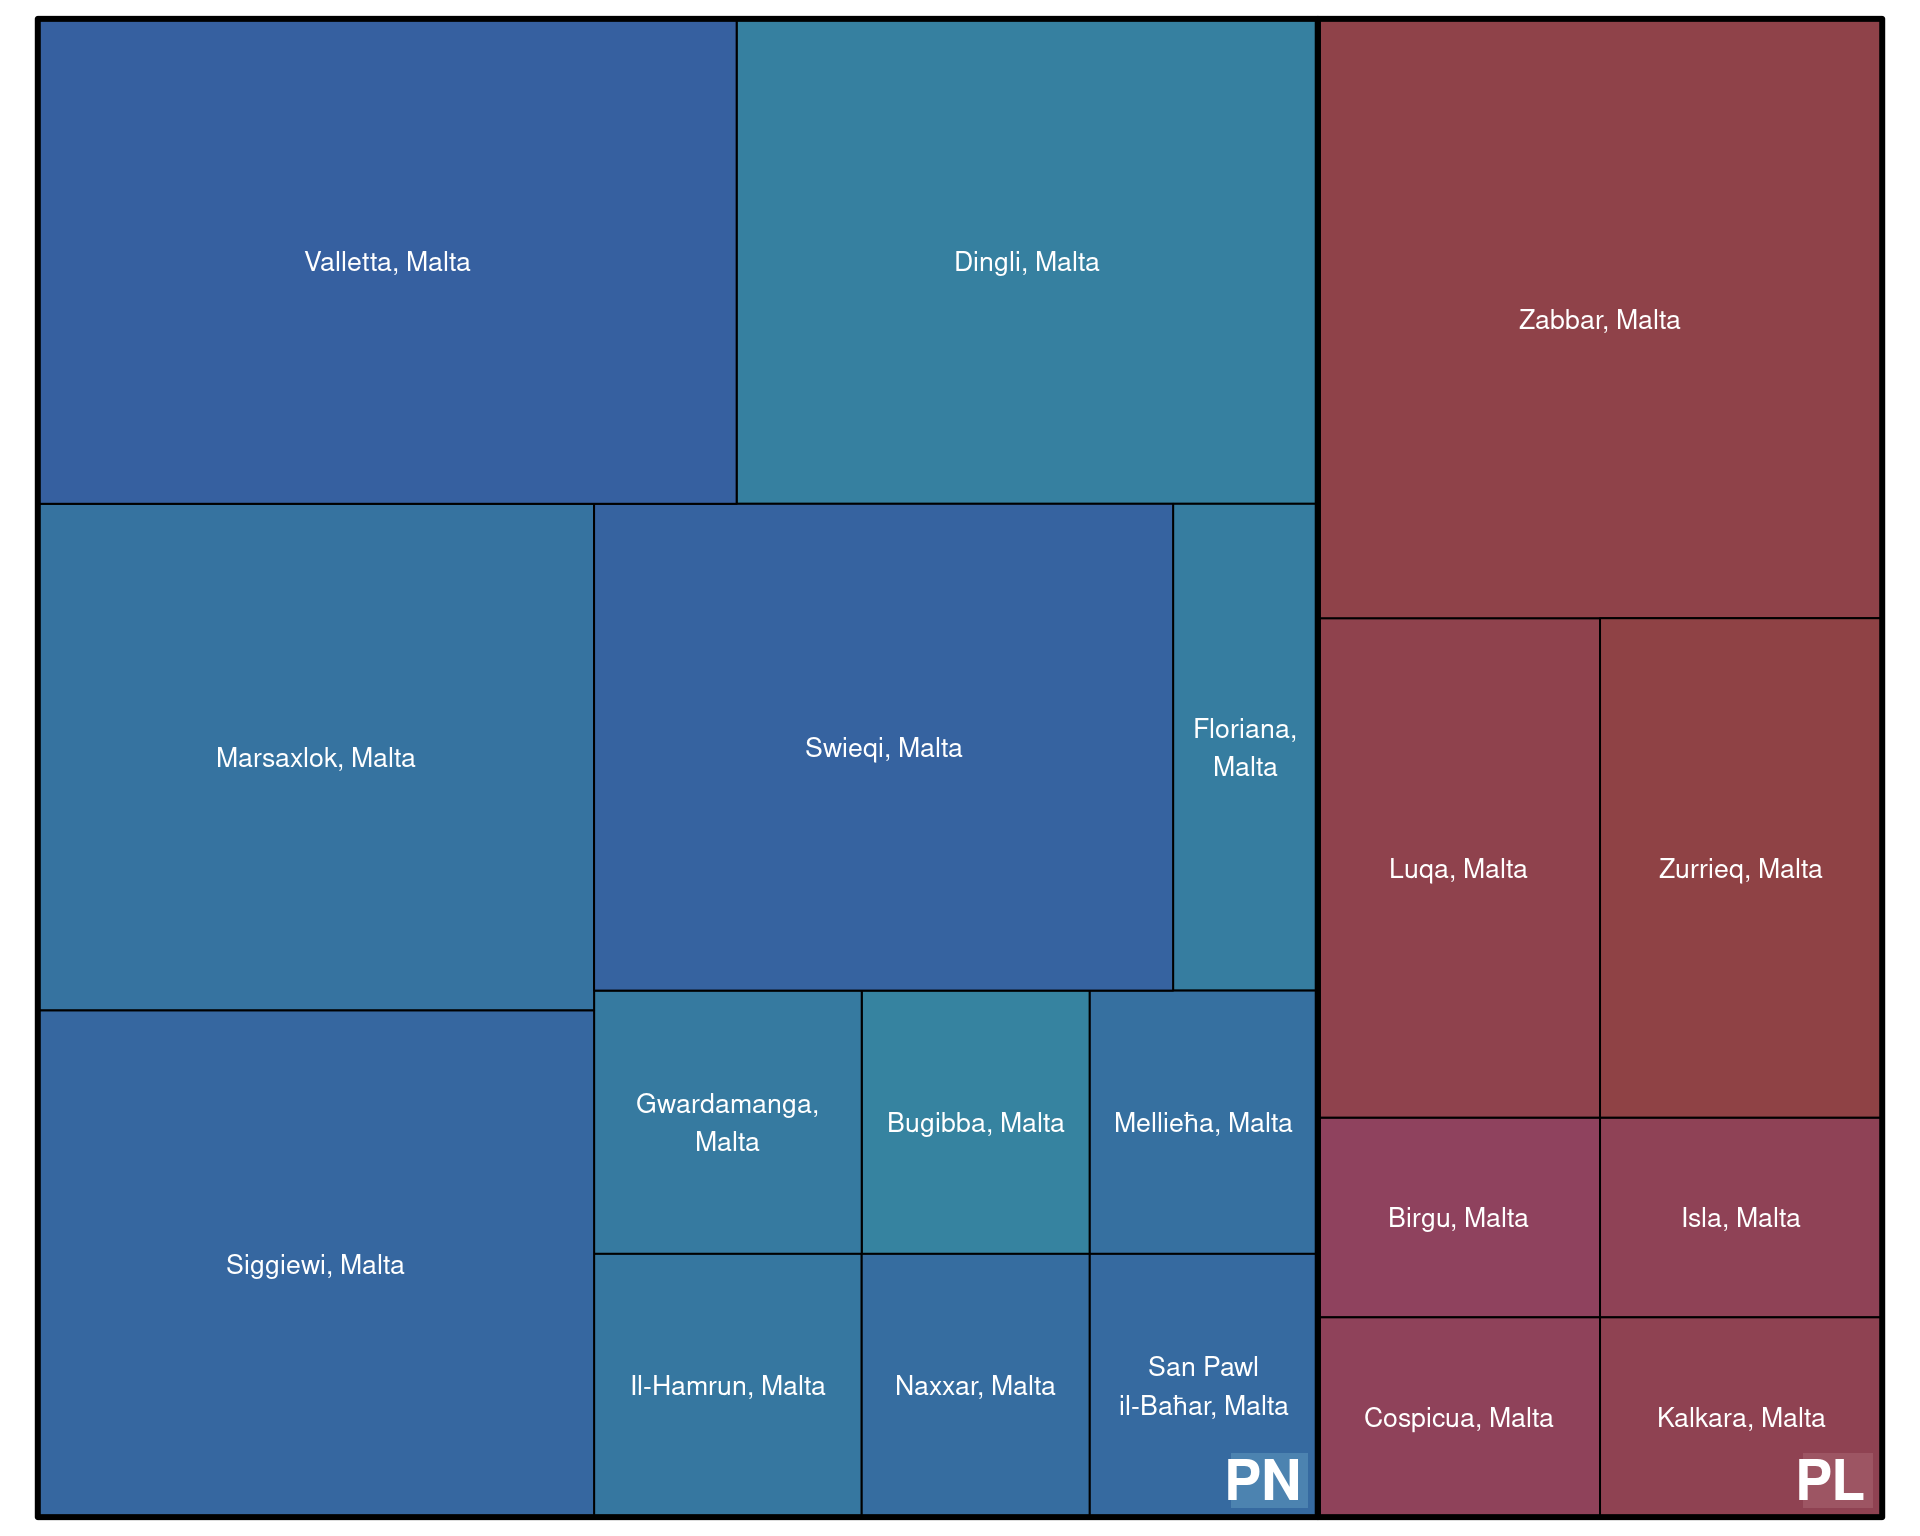 Valletta, Malta
Dingli, Malta
Zabbar, Malta
Marsaxlok, Malta
Swieqi, Malta
Floriana,
Malta
Luqa, Malta
Zurrieq, Malta
Gwardamanga,
Malta
Bugibba, Malta
Mellieħa, Malta
Birgu, Malta
Isla, Malta
Siggiewi, Malta
Il-Hamrun, Malta
Naxxar, Malta
San Pawl
il-Baħar, Malta
Cospicua, Malta
Kalkara, Malta
PN
PL